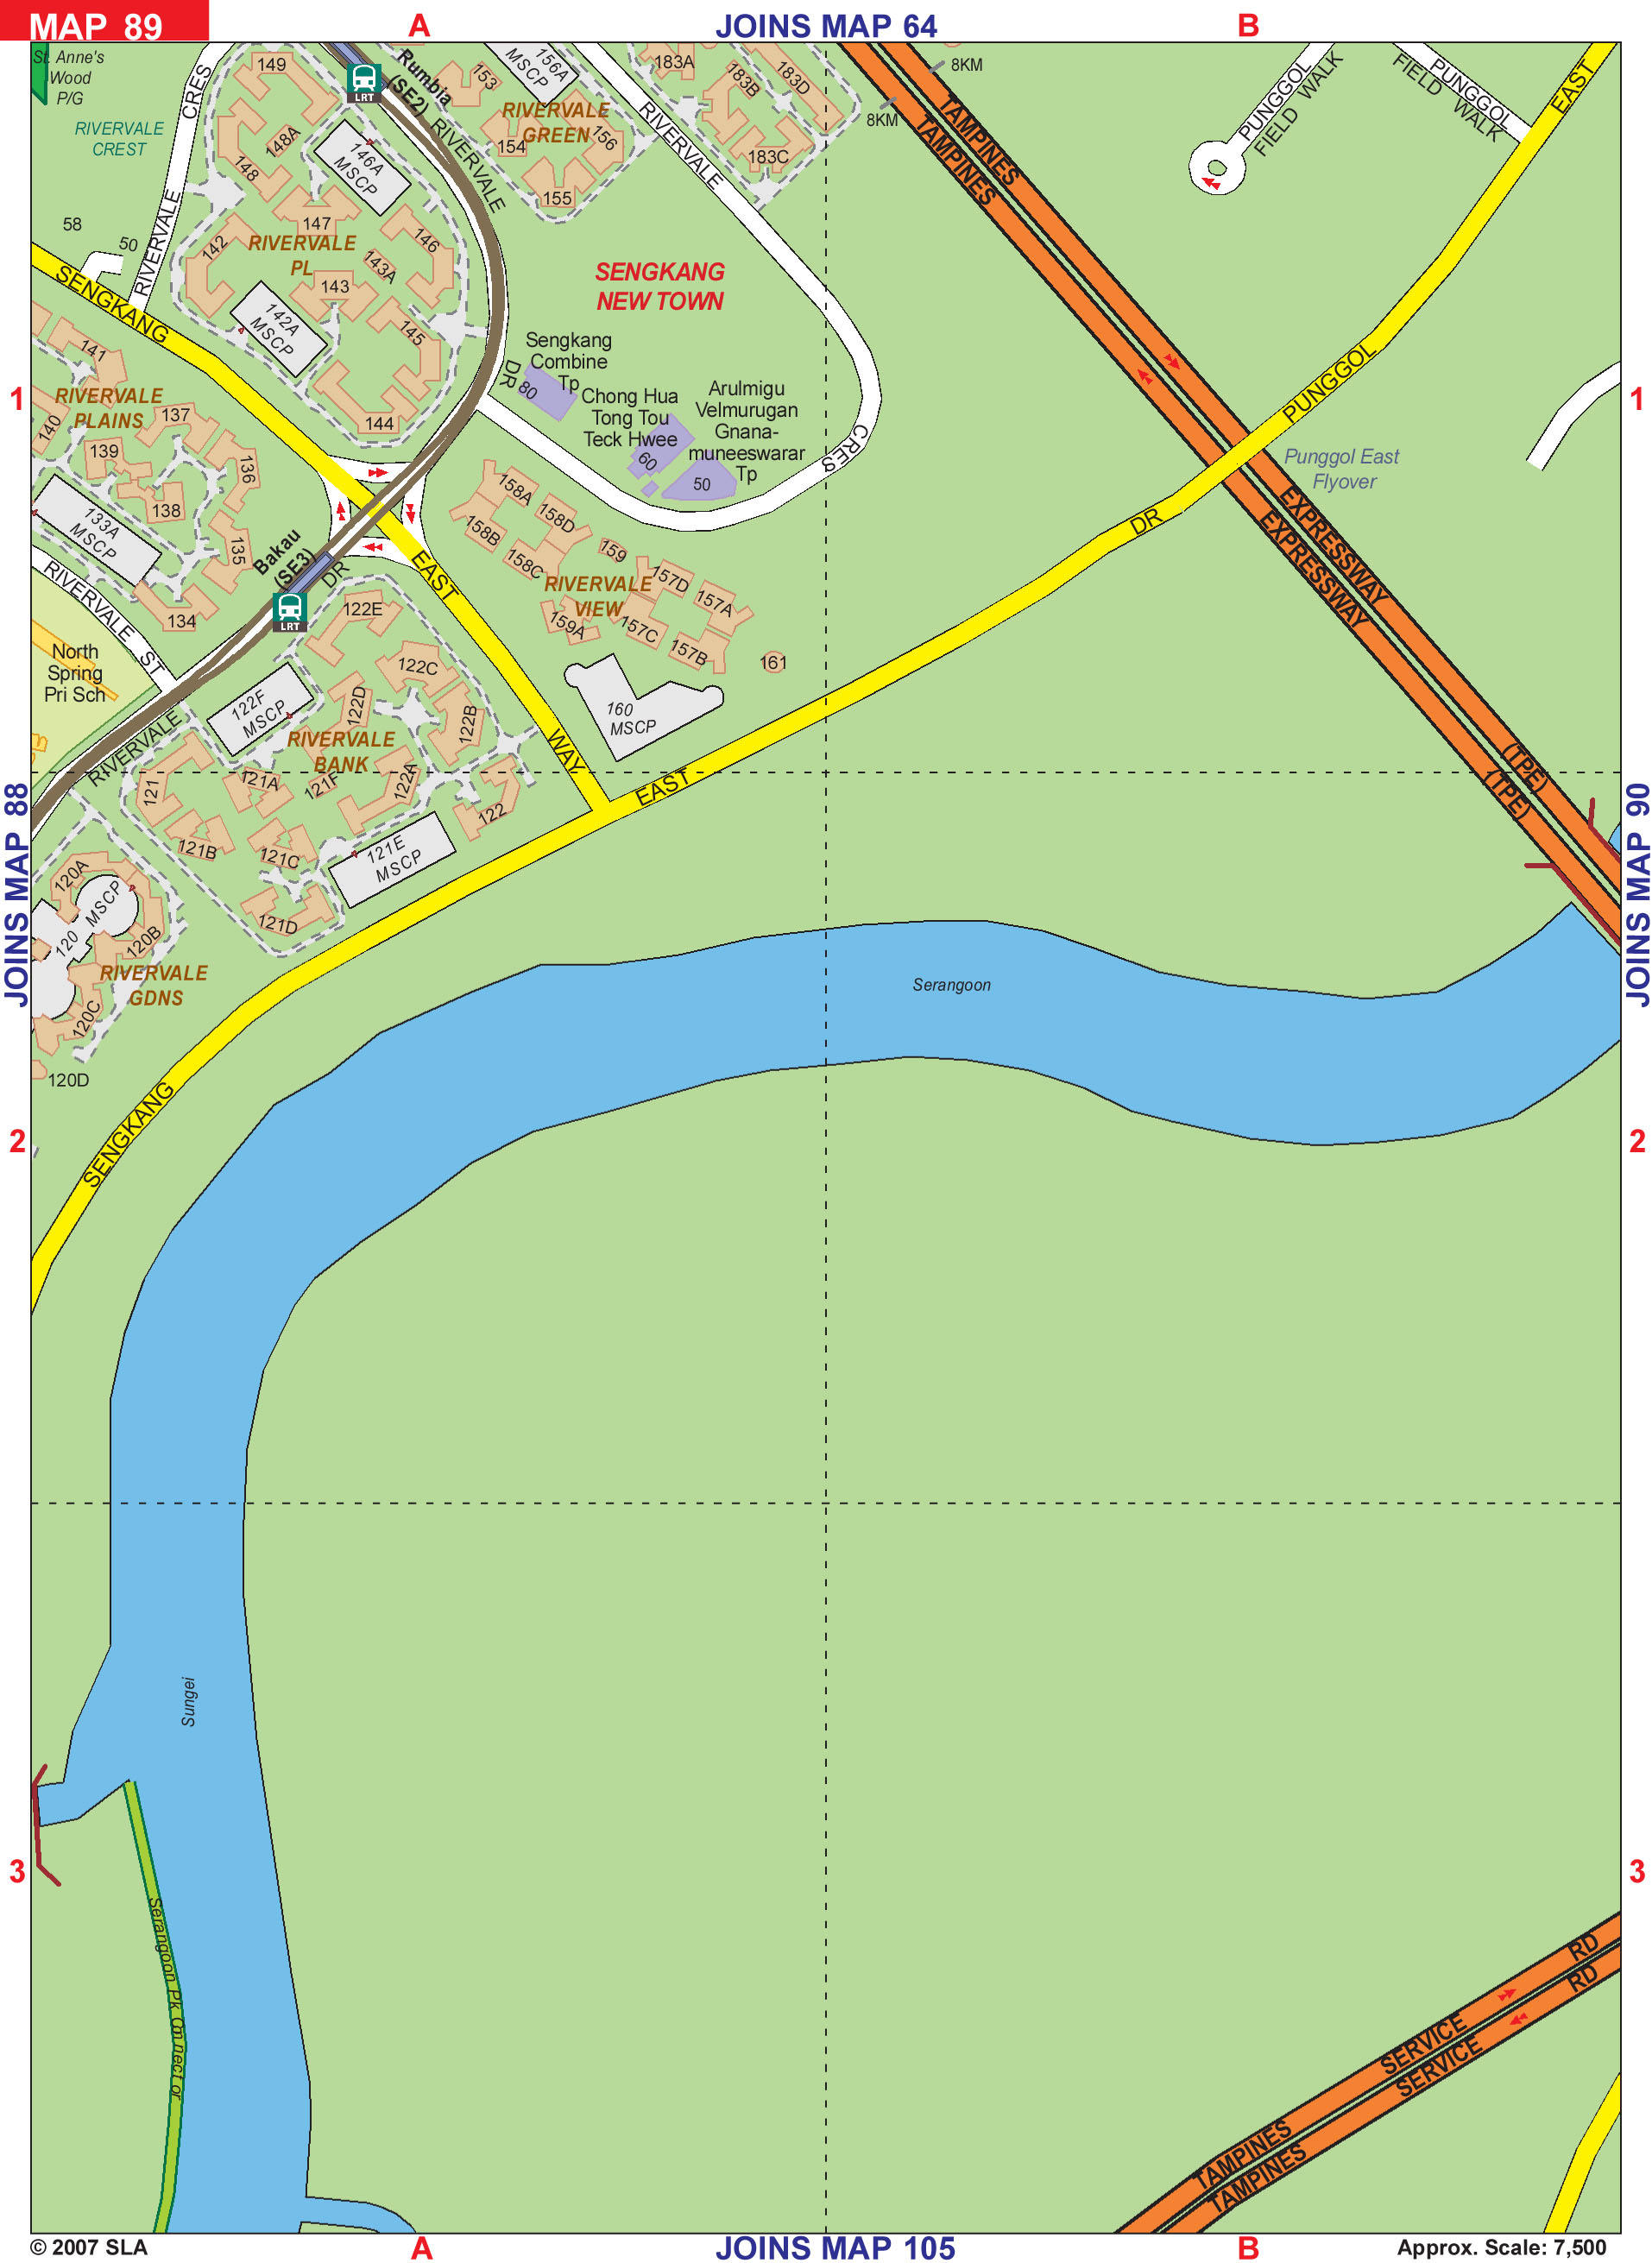 MAP 89
A
JOINS MAP 64
B
St. Anne's
Wood
P/G
RIVERVALE
CREST
CRES
RIVERVALE
58
50
149
148A
148
147
146A
MSCP
146
RIVERVALE
PL
142
143A
143
142A
MSCP
145
144
Rumbia
(SE2)
LRT
RIVERVALE
DR
153
156A
MSCP
RIVERVALE
GREEN
154
156
155
183A
183B
183D
183C
RIVERVALE
CRES
8KM
8KM
TAMPINES
TAMPINES
PUNGGOL
FIELD WALK
PUNGGOL
FIELD WALK
EAST
SENGKANG
NEW TOWN
SENGKANG
141
RIVERVALE
PLAINS
140
137
139
136
138
133A
MSCP
135
134
Sengkang
Combine
Tp
80
Chong Hua
Tong Tou
Teck Hwee
60
Arulmigu
Velmurugan
Gnana-
muneeswarar
Tp
50
PUNGGOL
Punggol East
Flyover
DR
EXPRESSWAY
EXPRESSWAY
(TPE)
(TPE)
1
1
Bakau
(SE3)
LRT
DR
EAST
WAY
158A
158D
158B
158C
159
RIVERVALE
VIEW
157D
157A
159A
157C
157B
161
160
MSCP
RIVERVALE ST
North
Spring
Pri Sch
RIVERVALE
122E
122C
122F
MSCP
122D
122B
RIVERVALE
BANK
121
121A
121F
122A
122
121B
121C
121E
MSCP
121D
EAST
120A
MSCP
120
120B
RIVERVALE
GDNS
120C
120D
SENGKANG
JOINS MAP 88
JOINS MAP 90
Serangoon
2
2
Sungei
3
3
Serangoon Pk Connector
RD
RD
SERVICE
SERVICE
TAMPINES
TAMPINES
© 2007 SLA
A
JOINS MAP 105
B
Approx. Scale: 7,500